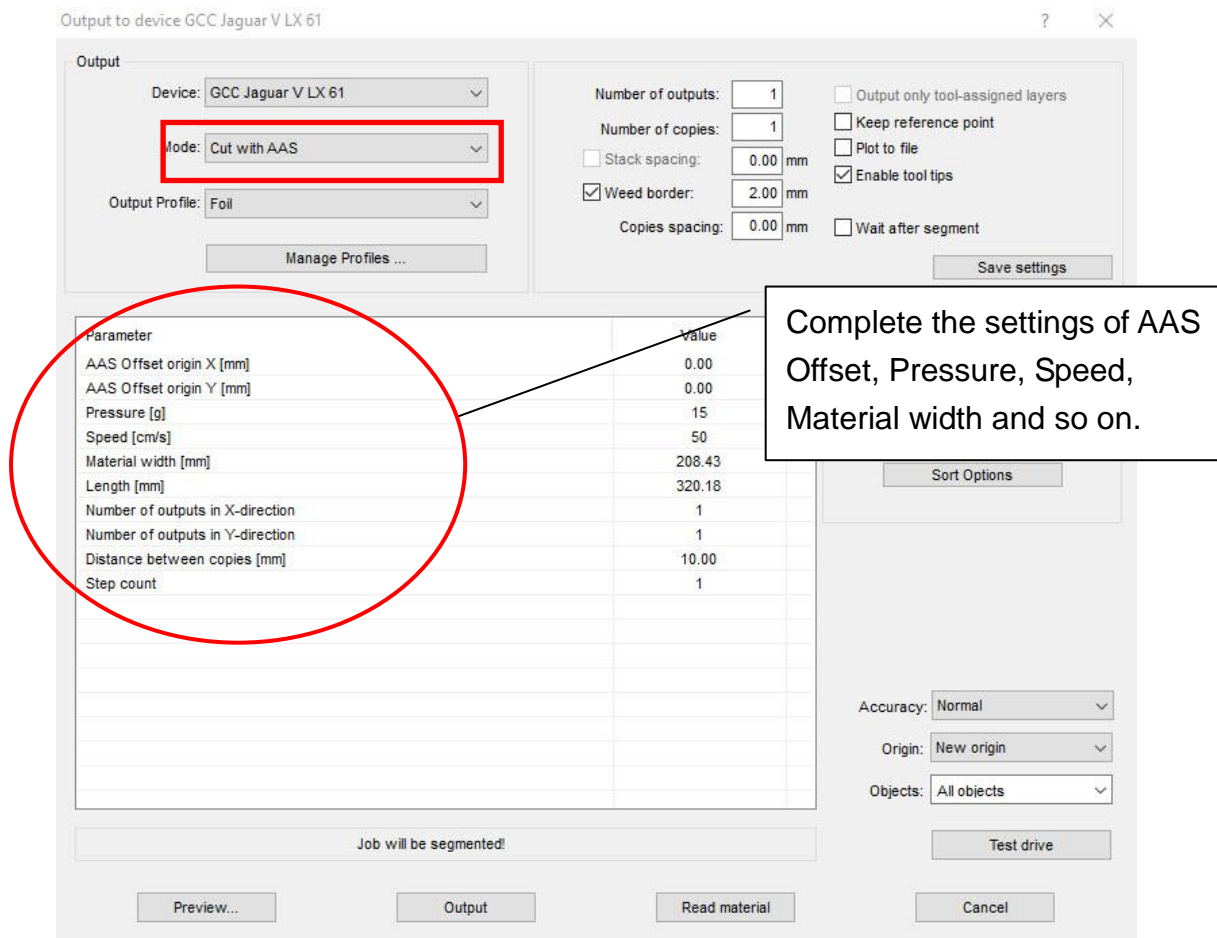 Output to device GCC Jaguar V LX 61 ? ×
Output
Device: GCC Jaguar V LX 61
Mode: Cut with AAS
Output Profile: Foil
Manage Profiles ...
Number of outputs: 1
Number of copies: 1
Stack spacing: 0.00 mm
Weed border: 2.00 mm
Copies spacing: 0.00 mm
Output only tool-assigned layers
Keep reference point
Plot to file
Enable tool tips
Wait after segment
Save settings
Complete the settings of AAS
Offset, Pressure, Speed,
Material width and so on.
Parameter Value
AAS Offset origin X [mm] 0.00
AAS Offset origin Y [mm] 0.00
Pressure [g] 15
Speed [cm/s] 50
Material width [mm] 208.43
Length [mm] 320.18
Number of outputs in X-direction 1
Number of outputs in Y-direction 1
Distance between copies [mm] 10.00
Step count 1
Sort Options
Accuracy: Normal
Origin: New origin
Objects: All objects
Job will be segmented!
Test drive
Preview...
Output
Read material
Cancel